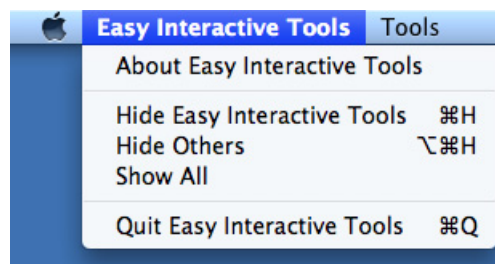 Easy Interactive Tools Tools
About Easy Interactive Tools
Hide Easy Interactive Tools ⌘H
Hide Others ⌥⌘H
Show All
Quit Easy Interactive Tools ⌘Q